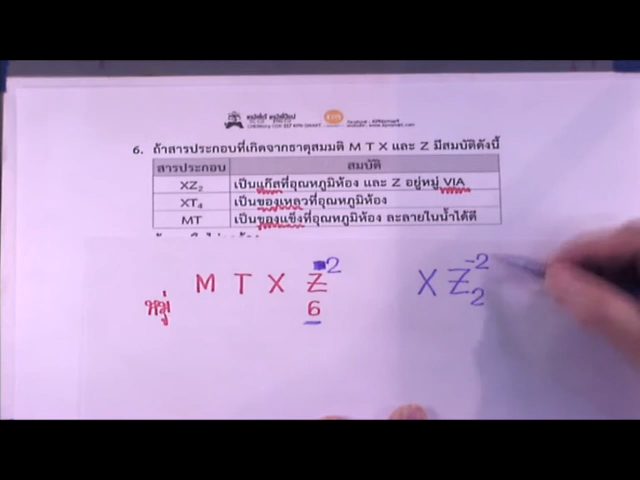 6. ถ้าสารประกอบที่เกิดจากธาตุสมมติ M T X และ Z มีสมบัติดังนี้
สารประกอบ สมบัติ
XZ₂ เป็นแก๊สที่อุณหภูมิห้อง และ Z อยู่หมู่ VIA
XT₄ เป็นของเหลวที่อุณหภูมิห้อง
MT เป็นของแข็งที่อุณหภูมิห้อง ละลายในน้ำได้ดี
M T X Z⁻² X Z₂⁻²
หมู่ 6